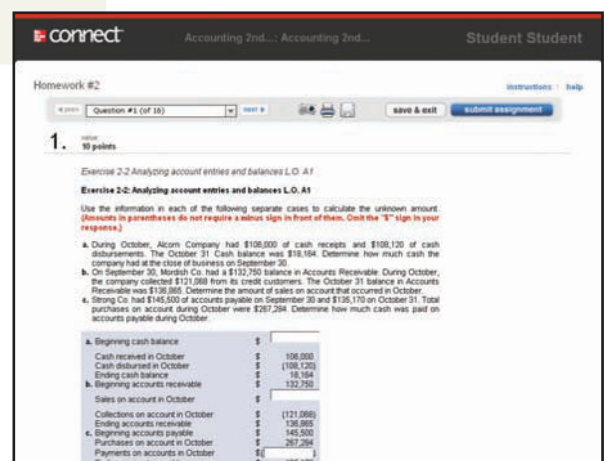 connect
Accounting 2nd...: Accounting 2nd...
Student Student
Homework #2
instructions | help
prev
Question #1 (of 16)
next
save & exit
submit assignment
1.
value:
10 points
Exercise 2-2 Analyzing account entries and balances L.O. A1
Exercise 2-2: Analyzing account entries and balances L.O. A1
Use the information in each of the following separate cases to calculate the unknown amount.
(Amounts in parentheses do not require a minus sign in front of them. Omit the "$" sign in your
response.)
a. During October, Alcorn Company had $106,000 of cash receipts and $109,120 of cash
disbursements. The October 31 Cash balance was $18,164. Determine how much cash the
company had at the close of business on September 30.
b. On September 30, Mordish Co. had a $132,750 balance in Accounts Receivable. During October,
the company collected $121,068 from its credit customers. The October 31 balance in Accounts
Receivable was $136,865. Determine the amount of sales on account that occurred in October.
c. Strong Co. had $145,500 of accounts payable on September 30 and $135,170 on October 31. Total
purchases on account during October were $267,284. Determine how much cash was paid on
accounts payable during October.
a. Beginning cash balance $
Cash received in October $ 106,000
Cash disbursed in October $ (109,120)
Ending cash balance $ 18,164
b. Beginning accounts receivable $ 132,750
Sales on account in October $
Collections on account in October $ (121,068)
Ending accounts receivable $ 136,865
c. Beginning accounts payable $ 145,500
Purchases on account in October $ 267,284
Payments on accounts in October $( )